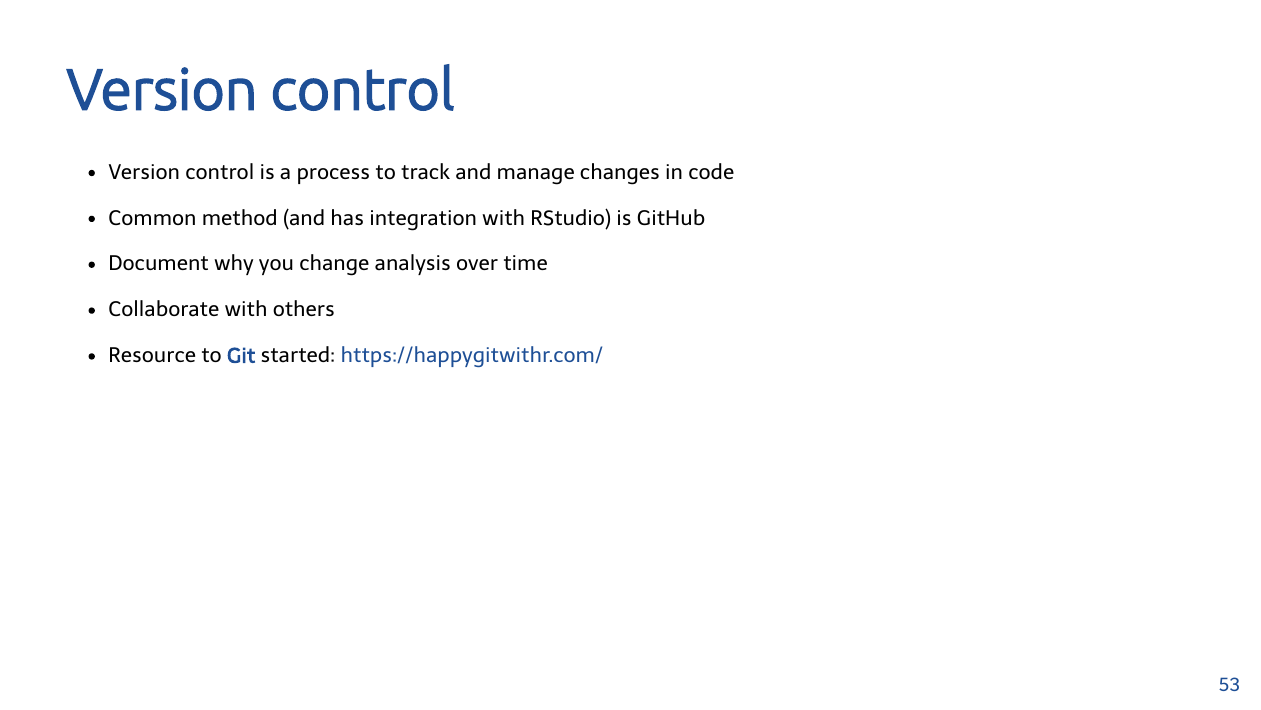 Version control
• Version control is a process to track and manage changes in code
• Common method (and has integration with RStudio) is GitHub
• Document why you change analysis over time
• Collaborate with others
• Resource to Git started: https://happygitwithr.com/
53